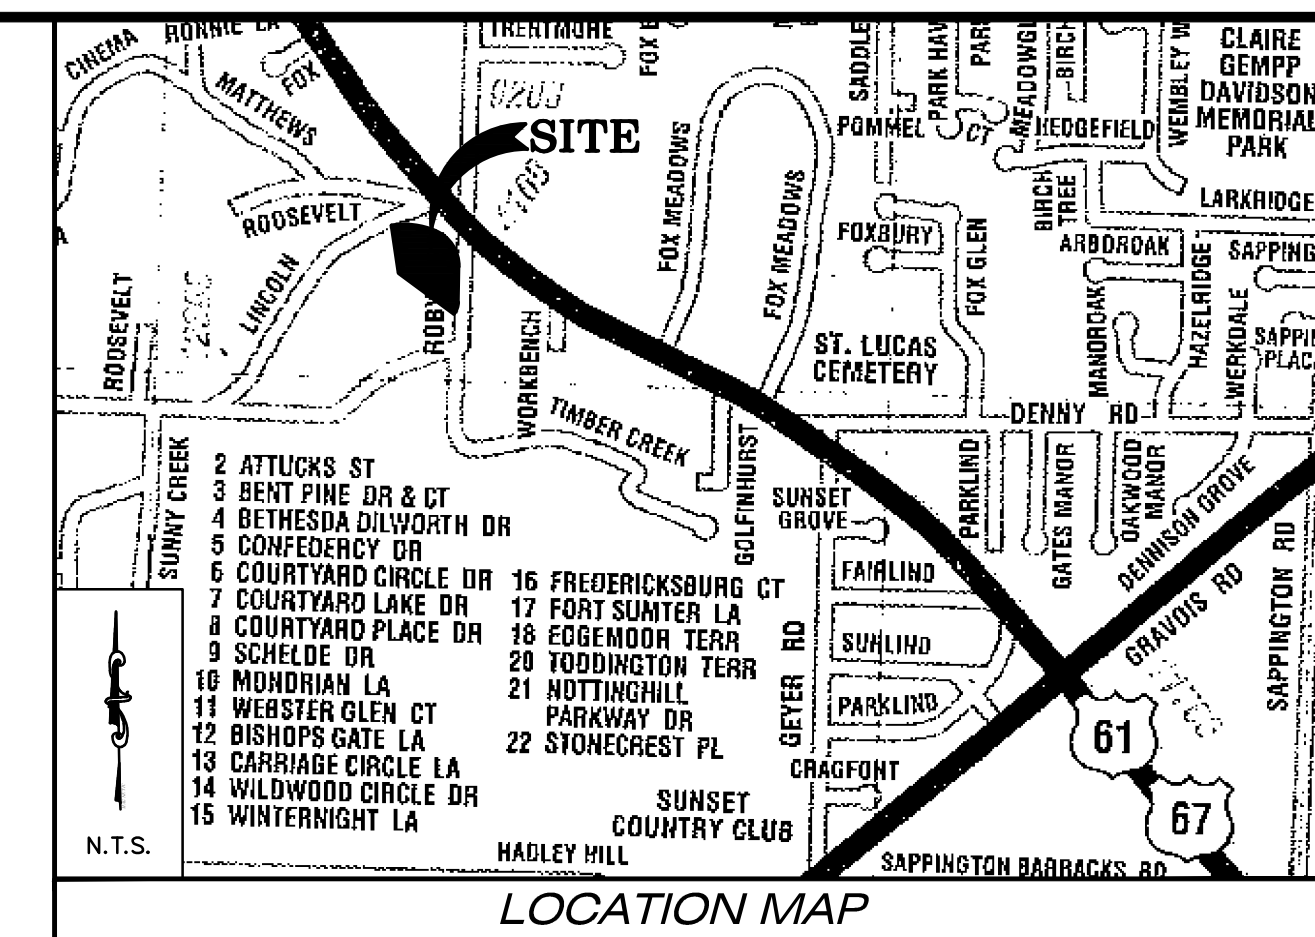 CINEMA
RONNIE LA
FOX
MATTHEWS
TRENTMORE
SADDLE
PARK HAV
BIRCH
WEMBLEY W
CLAIRE
GEMPP
DAVIDSON
MEMORIAL
PARK
SITE
POMMEL
CT
HEDGEFIELD
ROOSEVELT
LINCOLN
ROOSEVELT
FOX MEADOWS
FOX MEADOWS
FOXBURY
FOX GLEN
BIRCH
TREE
LARKRIDGE
ARBOROAK
SAPPING
HAZELRIDGE
MANOROAK
WERKDALE
SAPPIN
PLAC
ROBY
WORKBENCH
ST. LUCAS
CEMETERY
TIMBER CREEK
GOLFINHURST
DENNY RD
SUNNY CREEK
SUNSET
GROVE
PARKLIND
GATES MANOR
OAKWOOD
MANOR
DENNISON GROVE
GRAVOIS RD
SAPPINGTON RD
FAIRLIND
SUNLIND
PARKLIND
GEYER RD
CRAGFONT
61
67
2 ATTUCKS ST
3 BENT PINE DR & CT
4 BETHESDA DILWORTH DR
5 CONFEDERCY DR
6 COURTYARD CIRCLE DR
7 COURTYARD LAKE DR
8 COURTYARD PLACE DR
9 SCHELDE DR
10 MONDRIAN LA
11 WEBSTER GLEN CT
12 BISHOPS GATE LA
13 CARRIAGE CIRCLE LA
14 WILDWOOD CIRCLE DR
15 WINTERNIGHT LA
16 FREDERICKSBURG CT
17 FORT SUMTER LA
18 EDGEMOOR TERR
20 TODDINGTON TERR
21 NOTTINGHILL
PARKWAY DR
22 STONECREST PL
SUNSET
COUNTRY CLUB
HADLEY HILL
SAPPINGTON BARRACKS RD
N.T.S.
LOCATION MAP